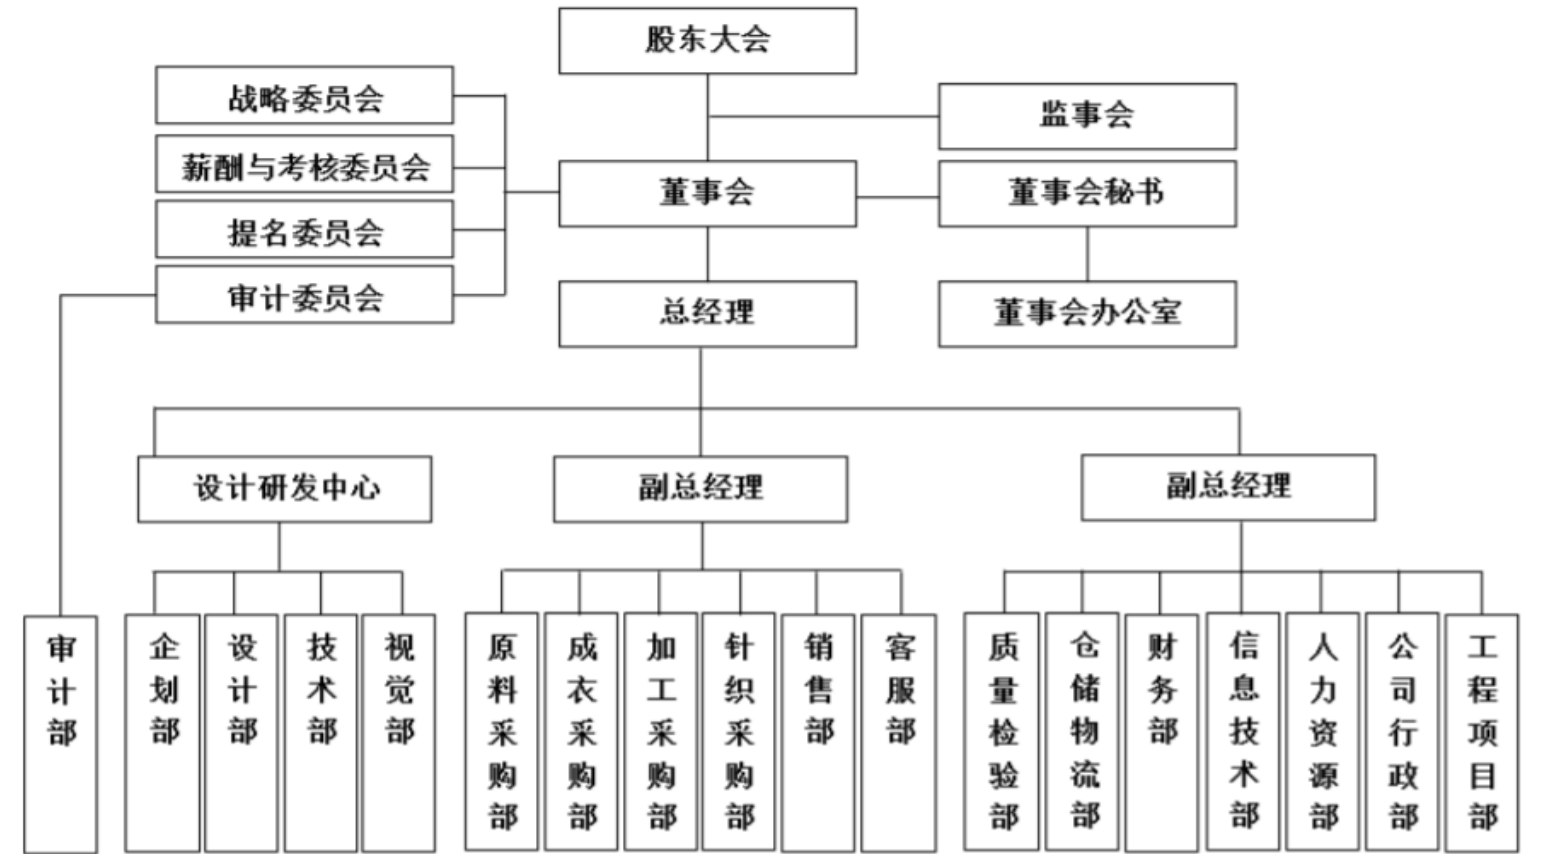 股东大会
战略委员会
监事会
薪酬与考核委员会
董事会
董事会秘书
提名委员会
审计委员会
总经理
董事会办公室
设计研发中心
副总经理
副总经理
审计部
企划部
设计部
技术部
视觉部
原料采购部
成衣采购部
加工采购部
针织采购部
销售部
客服部
质量检验部
仓储物流部
财务部
信息技术部
人力资源部
公司行政部
工程项目部